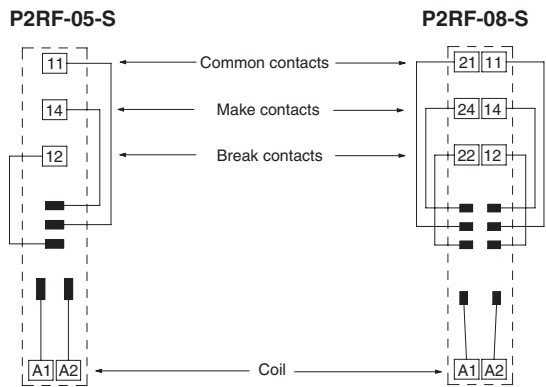 P2RF-05-S P2RF-08-S
11 Common contacts 21 11
14 Make contacts 24 14
12 Break contacts 22 12
A1 A2 Coil A1 A2